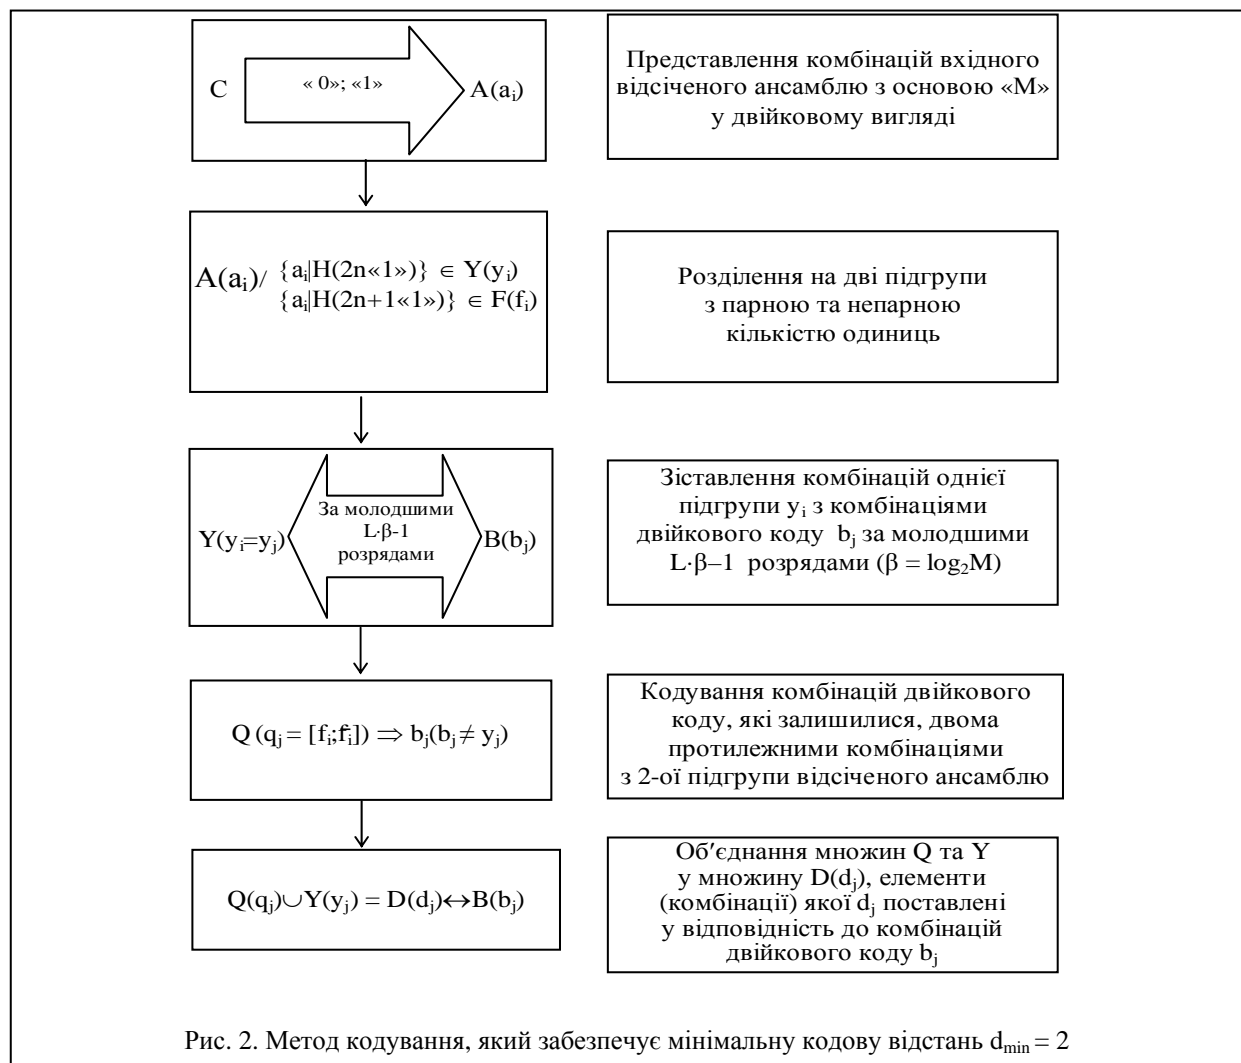 C
« 0»; «1»
A(aᵢ)
Представлення комбінацій вхідного
відсіченого ансамблю з основою «М»
у двійковому вигляді
A(aᵢ)/
{aᵢ|H(2n«1»)} ∈ Y(yᵢ)
{aᵢ|H(2n+1«1»)} ∈ F(fᵢ)
Розділення на дві підгрупи
з парною та непарною
кількістю одиниць
Y(yᵢ=yⱼ)
За молодшими
L·β-1
розрядами
B(bⱼ)
Зіставлення комбінацій однієї
підгрупи yᵢ з комбінаціями
двійкового коду bⱼ за молодшими
L·β–1 розрядами (β = log₂M)
Q (qⱼ = [fᵢ;f̄ᵢ]) ⇒ bⱼ(bⱼ ≠ yⱼ)
Кодування комбінацій двійкового
коду, які залишилися, двома
протилежними комбінаціями
з 2-ої підгрупи відсіченого ансамблю
Q(qⱼ)∪Y(yⱼ) = D(dⱼ)↔B(bⱼ)
Об′єднання множин Q та Y
у множину D(dⱼ), елементи
(комбінації) якої dⱼ поставлені
у відповідність до комбінацій
двійкового коду bⱼ
Рис. 2. Метод кодування, який забезпечує мінімальну кодову відстань dₘᵢₙ = 2